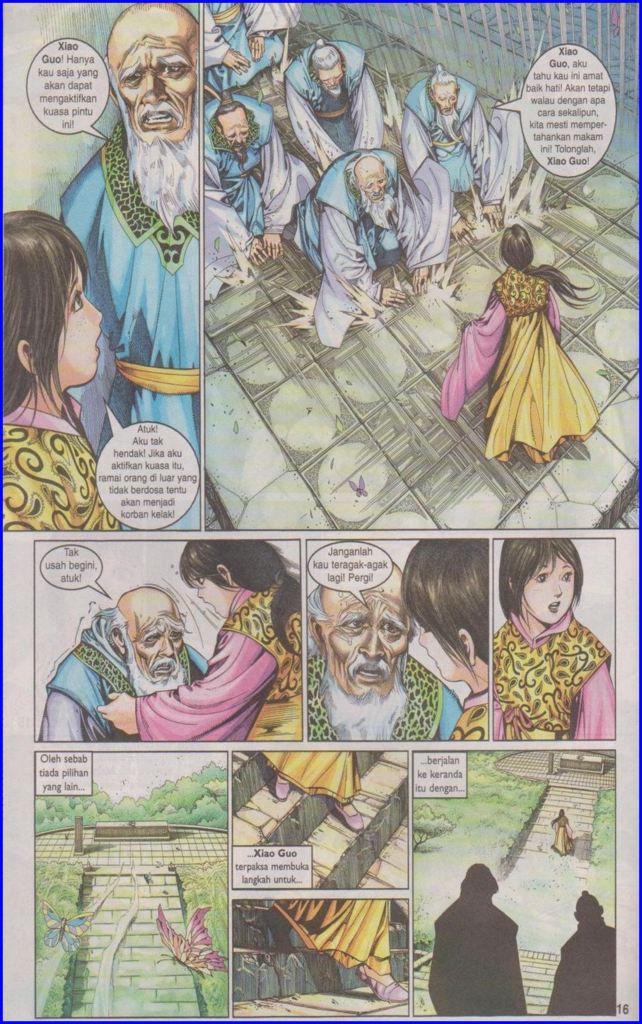 Xiao
Guo! Hanya
kau saja yang
akan dapat
mengaktifkan
kuasa pintu
ini!
Atuk!
Aku tak
hendak! Jika aku
aktifkan kuasa itu,
ramai orang di luar yang
tidak berdosa tentu
akan menjadi
korban kelak!
Xiao
Guo, aku
tahu kau ini amat
baik hati! Akan tetapi
walau dengan apa
cara sekalipun,
kita mesti memper-
tahankan makam
ini! Tolonglah,
Xiao Guo!
Tak
usah begini,
atuk!
Janganlah
kau teragak-agak
lagi! Pergi!
Oleh sebab
tiada pilihan
yang lain...
...Xiao Guo
terpaksa membuka
langkah untuk...
...berjalan
ke keranda
itu dengan...
16